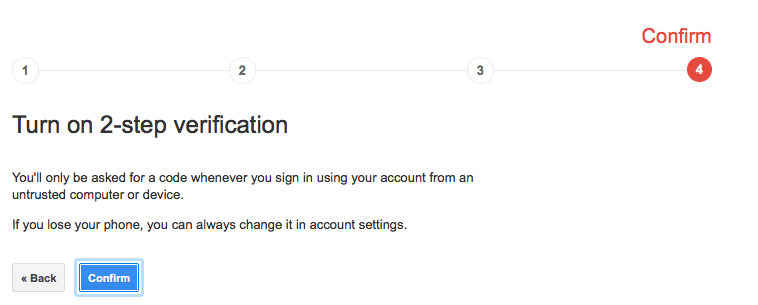 Confirm
1 2 3 4
Turn on 2-step verification
You'll only be asked for a code whenever you sign in using your account from an
untrusted computer or device.
If you lose your phone, you can always change it in account settings.
« Back Confirm